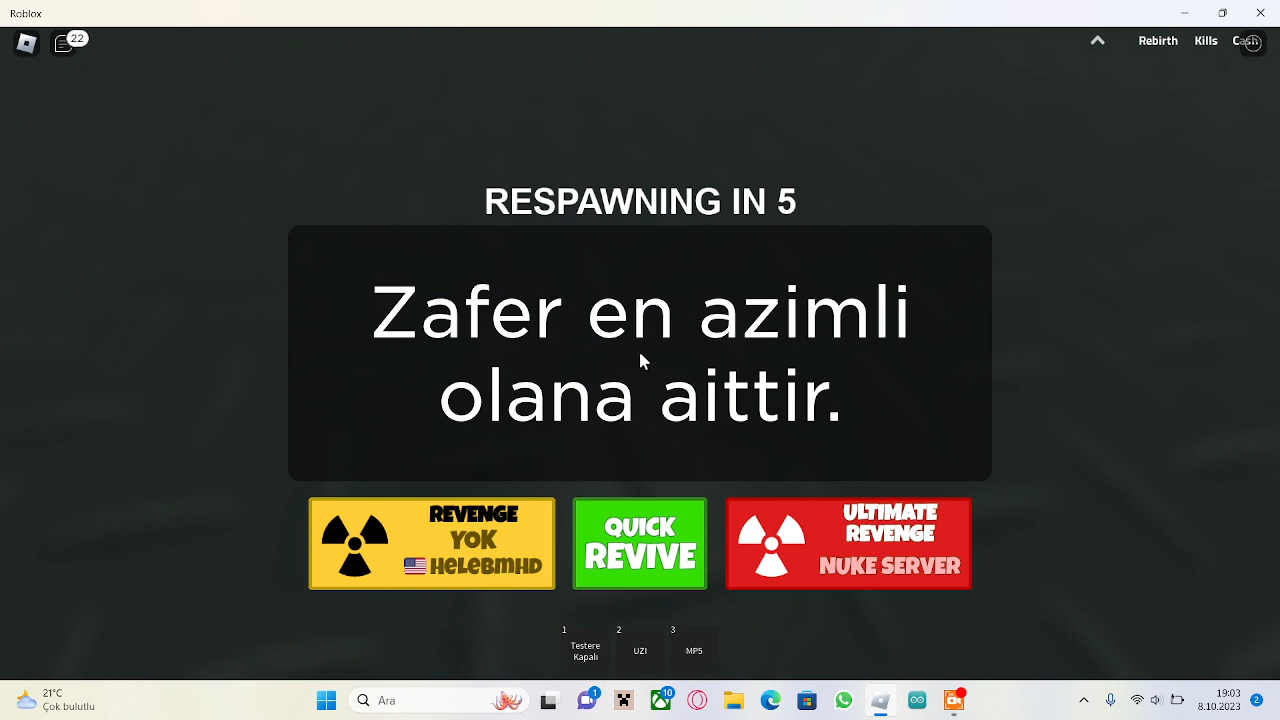 Roblox
22
Rebirth Kills Cash
RESPAWNING IN 5
Zafer en azimli
olana aittir.
REVENGE
YOK
HELEBMHD
QUICK
REVIVE
ULTIMATE
REVENGE
NUKE SERVER
1 2 3
Testere
Kapalı
UZI
MP5
21°C
Çok bulutlu
Ara
1
10
19:03
8.10.2023
2